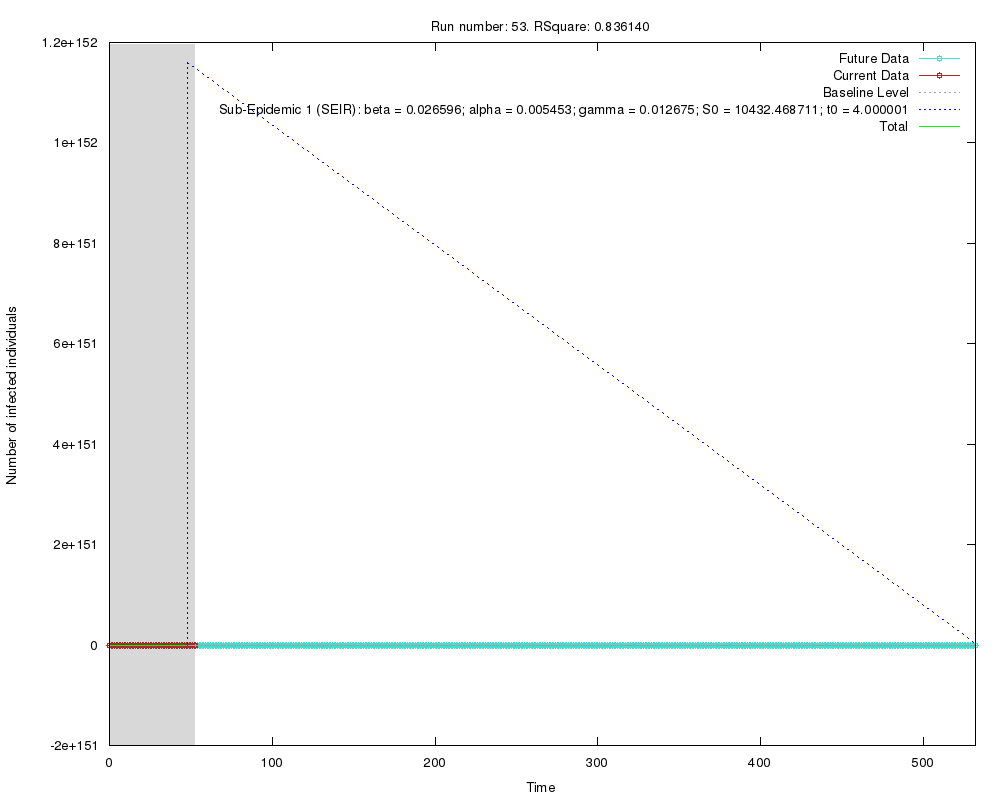 Run number: 53. RSquare: 0.836140
1.2e+152
1e+152
8e+151
6e+151
4e+151
2e+151
0
-2e+151
Number of infected individuals
Future Data
Current Data
Baseline Level
Sub-Epidemic 1 (SEIR): beta = 0.026596; alpha = 0.005453; gamma = 0.012675; S0 = 10432.468711; t0 = 4.000001
Total
0 100 200 300 400 500
Time